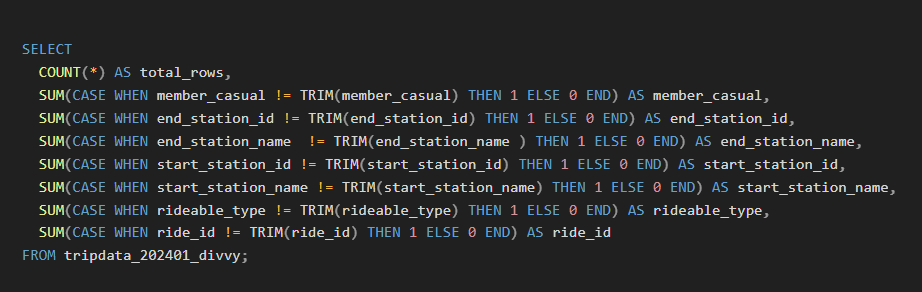 SELECT
  COUNT(*) AS total_rows,
  SUM(CASE WHEN member_casual != TRIM(member_casual) THEN 1 ELSE 0 END) AS member_casual,
  SUM(CASE WHEN end_station_id != TRIM(end_station_id) THEN 1 ELSE 0 END) AS end_station_id,
  SUM(CASE WHEN end_station_name  != TRIM(end_station_name ) THEN 1 ELSE 0 END) AS end_station_name,
  SUM(CASE WHEN start_station_id != TRIM(start_station_id) THEN 1 ELSE 0 END) AS start_station_id,
  SUM(CASE WHEN start_station_name != TRIM(start_station_name) THEN 1 ELSE 0 END) AS start_station_name,
  SUM(CASE WHEN rideable_type != TRIM(rideable_type) THEN 1 ELSE 0 END) AS rideable_type,
  SUM(CASE WHEN ride_id != TRIM(ride_id) THEN 1 ELSE 0 END) AS ride_id
FROM tripdata_202401_divvy;